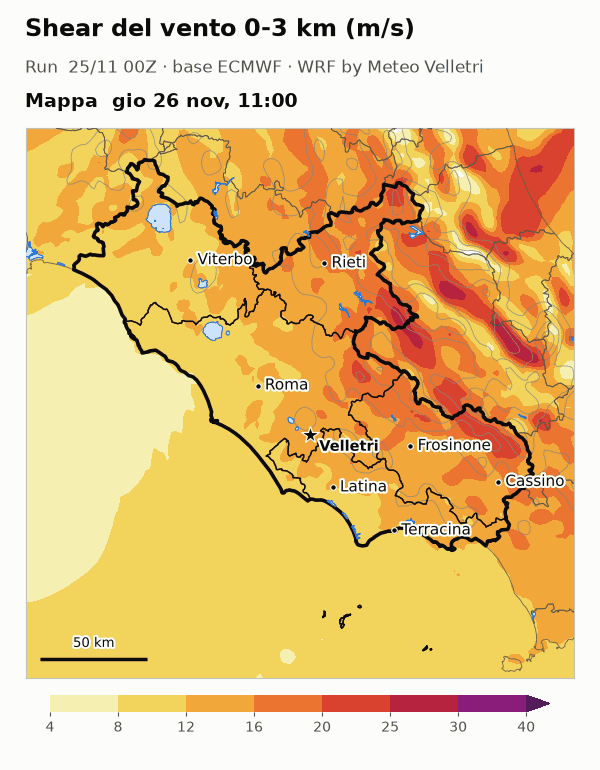 Shear del vento 0-3 km (m/s)
Run  25/11 00Z · base ECMWF · WRF by Meteo Velletri
Mappa  gio 26 nov, 11:00
Viterbo
Rieti
Roma
Velletri
Frosinone
Cassino
Latina
Terracina
50 km
4 8 12 16 20 25 30 40